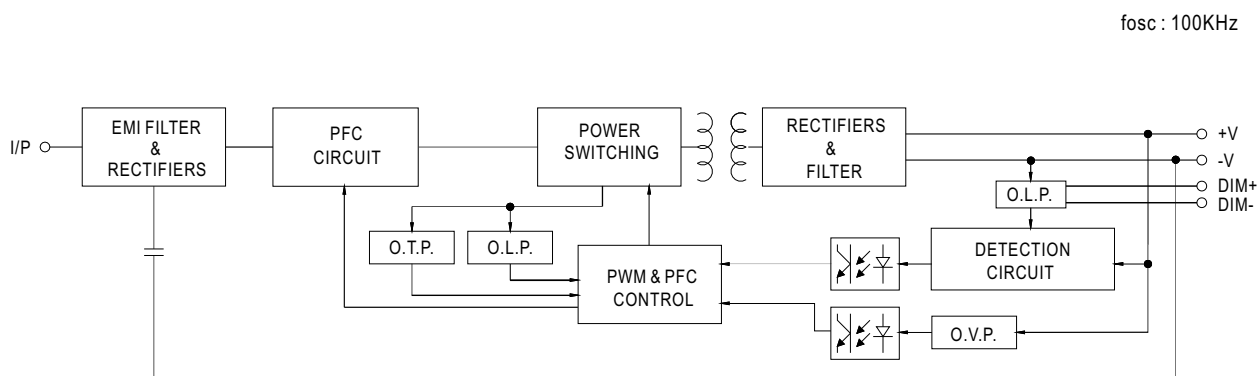 fosc : 100KHz
I/P
EMI FILTER
&
RECTIFIERS
PFC
CIRCUIT
POWER
SWITCHING
RECTIFIERS
&
FILTER
+V
-V
DIM+
DIM-
O.L.P.
O.T.P.
O.L.P.
PWM & PFC
CONTROL
DETECTION
CIRCUIT
O.V.P.